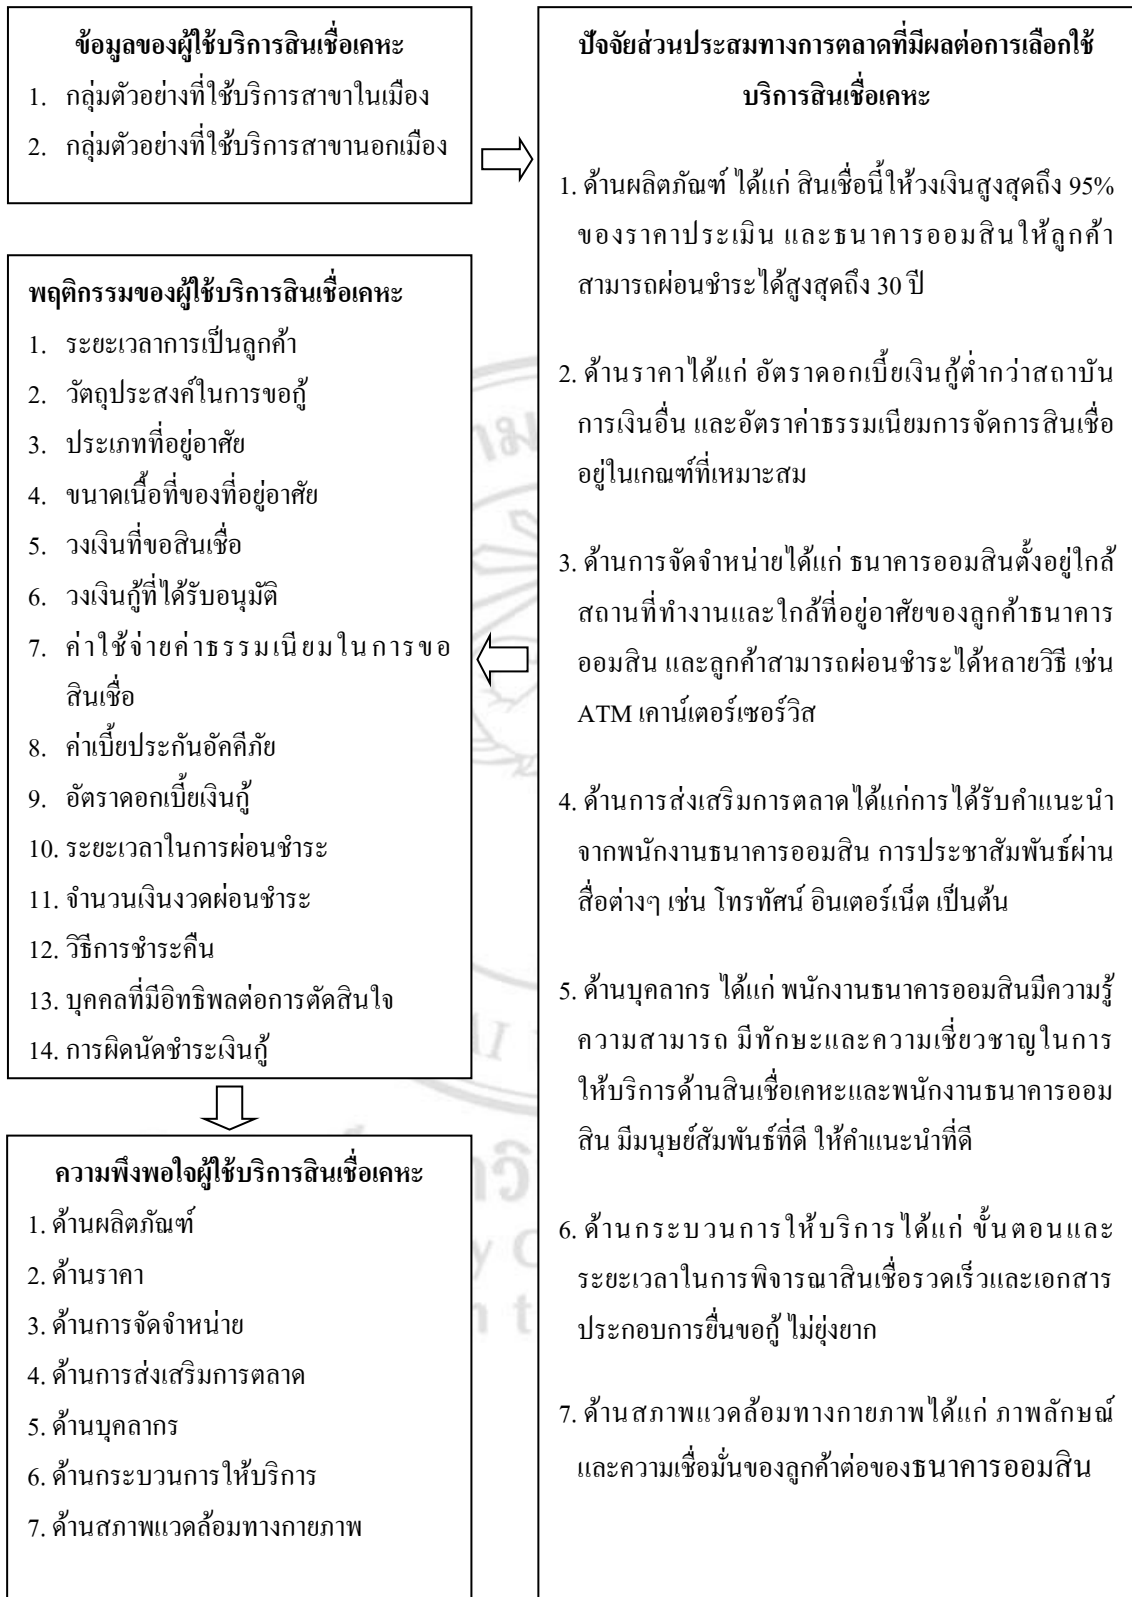 ข้อมูลของผู้ใช้บริการสินเชื่อเคหะ
1. กลุ่มตัวอย่างที่ใช้บริการสาขาในเมือง
2. กลุ่มตัวอย่างที่ใช้บริการสาขานอกเมือง
พฤติกรรมของผู้ใช้บริการสินเชื่อเคหะ
1. ระยะเวลาการเป็นลูกค้า
2. วัตถุประสงค์ในการขอกู้
3. ประเภทที่อยู่อาศัย
4. ขนาดเนื้อที่ของที่อยู่อาศัย
5. วงเงินที่ขอสินเชื่อ
6. วงเงินกู้ที่ได้รับอนุมัติ
7. ค่าใช้จ่ายค่าธรรมเนียมในการขอ
สินเชื่อ
8. ค่าเบี้ยประกันอัคคีภัย
9. อัตราดอกเบี้ยเงินกู้
10. ระยะเวลาในการผ่อนชำระ
11. จำนวนเงินงวดผ่อนชำระ
12. วิธีการชำระคืน
13. บุคคลที่มีอิทธิพลต่อการตัดสินใจ
14. การผิดนัดชำระเงินกู้
ความพึงพอใจผู้ใช้บริการสินเชื่อเคหะ
1. ด้านผลิตภัณฑ์
2. ด้านราคา
3. ด้านการจัดจำหน่าย
4. ด้านการส่งเสริมการตลาด
5. ด้านบุคลากร
6. ด้านกระบวนการให้บริการ
7. ด้านสภาพแวดล้อมทางกายภาพ
ปัจจัยส่วนประสมทางการตลาดที่มีผลต่อการเลือกใช้
บริการสินเชื่อเคหะ
1. ด้านผลิตภัณฑ์ ได้แก่ สินเชื่อนี้ให้วงเงินสูงสุดถึง 95%
ของราคาประเมิน และธนาคารออมสินให้ลูกค้า
สามารถผ่อนชำระได้สูงสุดถึง 30 ปี
2. ด้านราคาได้แก่ อัตราดอกเบี้ยเงินกู้ต่ำกว่าสถาบัน
การเงินอื่น และอัตราค่าธรรมเนียมการจัดการสินเชื่อ
อยู่ในเกณฑ์ที่เหมาะสม
3. ด้านการจัดจำหน่ายได้แก่ ธนาคารออมสินตั้งอยู่ใกล้
สถานที่ทำงานและใกล้ที่อยู่อาศัยของลูกค้าธนาคาร
ออมสิน และลูกค้าสามารถผ่อนชำระได้หลายวิธี เช่น
ATM เคาน์เตอร์เซอร์วิส
4. ด้านการส่งเสริมการตลาดได้แก่การได้รับคำแนะนำ
จากพนักงานธนาคารออมสิน การประชาสัมพันธ์ผ่าน
สื่อต่างๆ เช่น โทรทัศน์ อินเตอร์เน็ต เป็นต้น
5. ด้านบุคลากร ได้แก่ พนักงานธนาคารออมสินมีความรู้
ความสามารถ มีทักษะและความเชี่ยวชาญในการ
ให้บริการด้านสินเชื่อเคหะและพนักงานธนาคารออม
สิน มีมนุษย์สัมพันธ์ที่ดี ให้คำแนะนำที่ดี
6. ด้านกระบวนการให้บริการได้แก่ ขั้นตอนและ
ระยะเวลาในการพิจารณาสินเชื่อรวดเร็วและเอกสาร
ประกอบการยื่นขอกู้ ไม่ยุ่งยาก
7. ด้านสภาพแวดล้อมทางกายภาพได้แก่ ภาพลักษณ์
และความเชื่อมั่นของลูกค้าต่อของธนาคารออมสิน